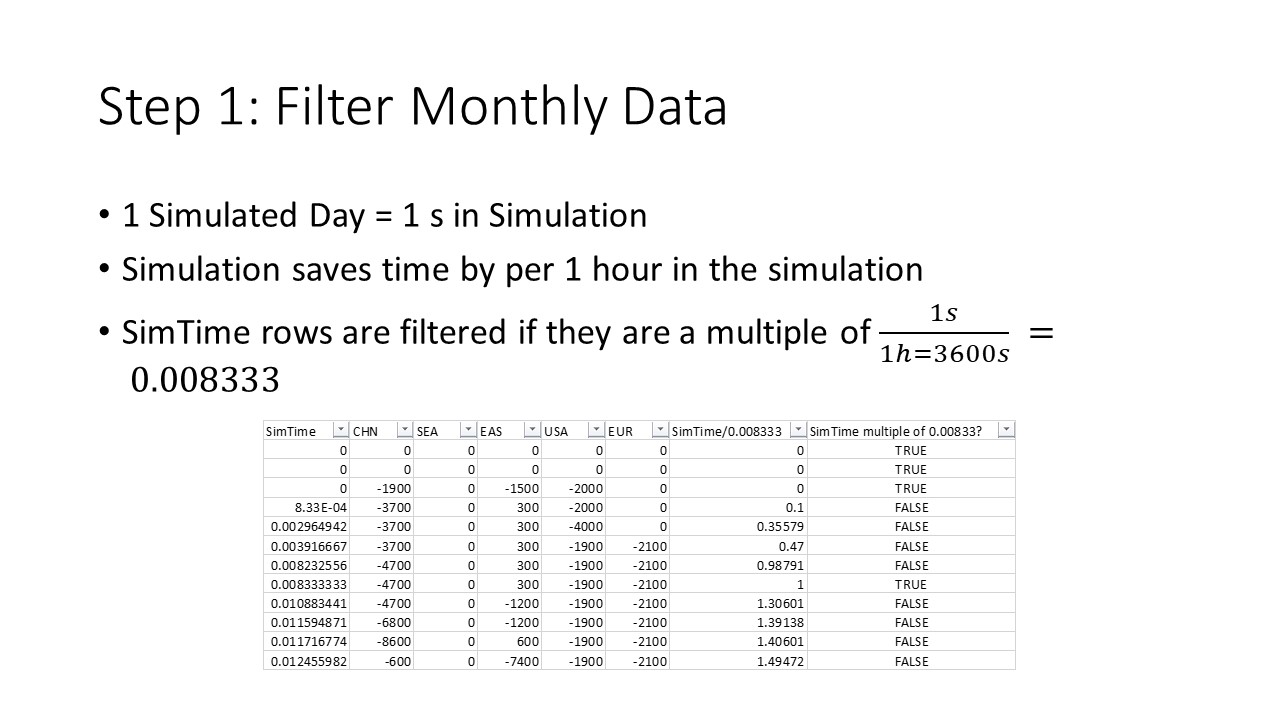 Step 1: Filter Monthly Data
• 1 Simulated Day = 1 s in Simulation
• Simulation saves time by per 1 hour in the simulation
• SimTime rows are filtered if they are a multiple of 1s / 1h=3600s =
0.008333
SimTime CHN SEA EAS USA EUR SimTime/0.008333 SimTime multiple of 0.00833?
0 0 0 0 0 0 0 TRUE
0 0 0 0 0 0 0 TRUE
0 -1900 0 -1500 -2000 0 0 TRUE
8.33E-04 -3700 0 300 -2000 0 0.1 FALSE
0.002964942 -3700 0 300 -4000 0 0.35579 FALSE
0.003916667 -3700 0 300 -1900 -2100 0.47 FALSE
0.008232556 -4700 0 300 -1900 -2100 0.98791 FALSE
0.008333333 -4700 0 300 -1900 -2100 1 TRUE
0.010883441 -4700 0 -1200 -1900 -2100 1.30601 FALSE
0.011594871 -6800 0 -1200 -1900 -2100 1.39138 FALSE
0.011716774 -8600 0 600 -1900 -2100 1.40601 FALSE
0.012455982 -600 0 -7400 -1900 -2100 1.49472 FALSE